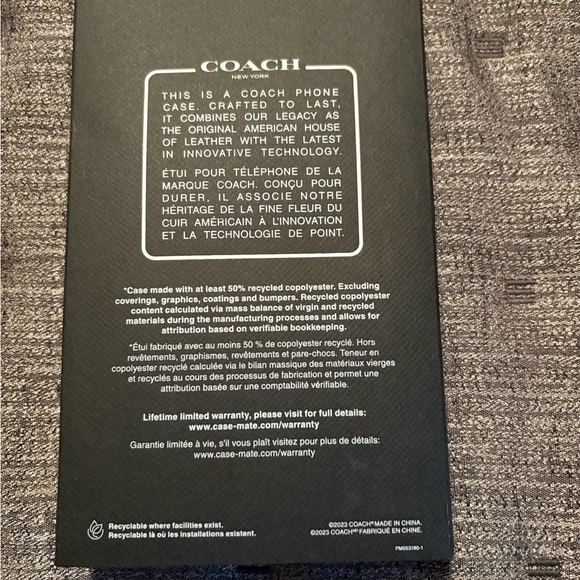 COACH
NEW YORK
THIS IS A COACH PHONE
CASE. CRAFTED TO LAST,
IT COMBINES OUR LEGACY AS
THE ORIGINAL AMERICAN HOUSE
OF LEATHER WITH THE LATEST
IN INNOVATIVE TECHNOLOGY.
ÉTUI POUR TÉLÉPHONE DE LA
MARQUE COACH. CONÇU POUR
DURER, IL ASSOCIE NOTRE
HÉRITAGE DE LA FINE FLEUR DU
CUIR AMÉRICAIN À L'INNOVATION
ET LA TECHNOLOGIE DE POINT.
*Case made with at least 50% recycled copolyester. Excluding
coverings, graphics, coatings and bumpers. Recycled copolyester
content calculated via mass balance of virgin and recycled
materials during the manufacturing processes and allows for
attribution based on verifiable bookkeeping.
*Étui fabriqué avec au moins 50 % de copolyester recyclé. Hors
revêtements, graphismes, revêtements et pare-chocs. Teneur en
copolyester recyclé calculée via le bilan massique des matériaux vierges
et recyclés au cours des processus de fabrication et permet une
attribution basée sur une comptabilité vérifiable.
Lifetime limited warranty, please visit for full details:
www.case-mate.com/warranty
Garantie limitée à vie, s'il vous plaît visitez pour plus de détails:
www.case-mate.com/warranty
Recyclable where facilities exist.
Recyclable là où les installations existent.
©2023 COACH® MADE IN CHINA.
©2023 COACH® FABRIQUÉ EN CHINE.
PM053180-1